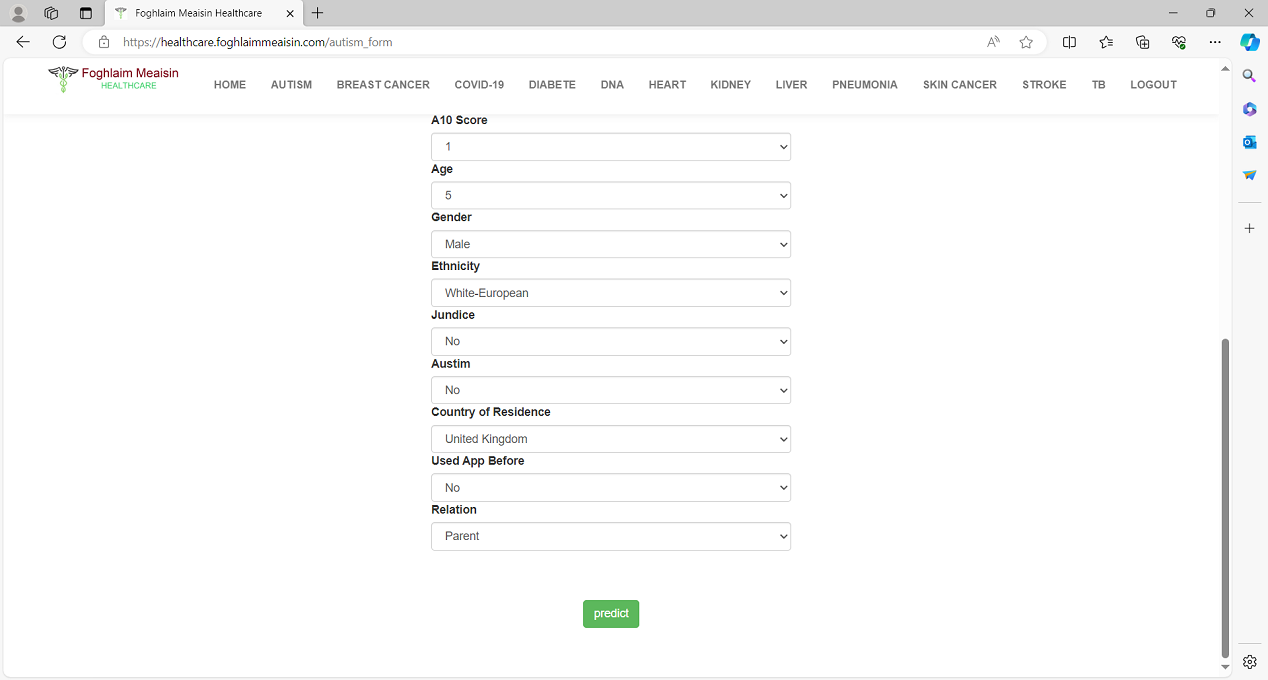 Foghlaim Meaisin Healthcare
https://healthcare.foghlaimmeaisin.com/autism_form
Foghlaim Meaisin
HEALTHCARE
HOME AUTISM BREAST CANCER COVID-19 DIABETE DNA HEART KIDNEY LIVER PNEUMONIA SKIN CANCER STROKE TB LOGOUT
A10 Score
1
Age
5
Gender
Male
Ethnicity
White-European
Jundice
No
Austim
No
Country of Residence
United Kingdom
Used App Before
No
Relation
Parent
predict